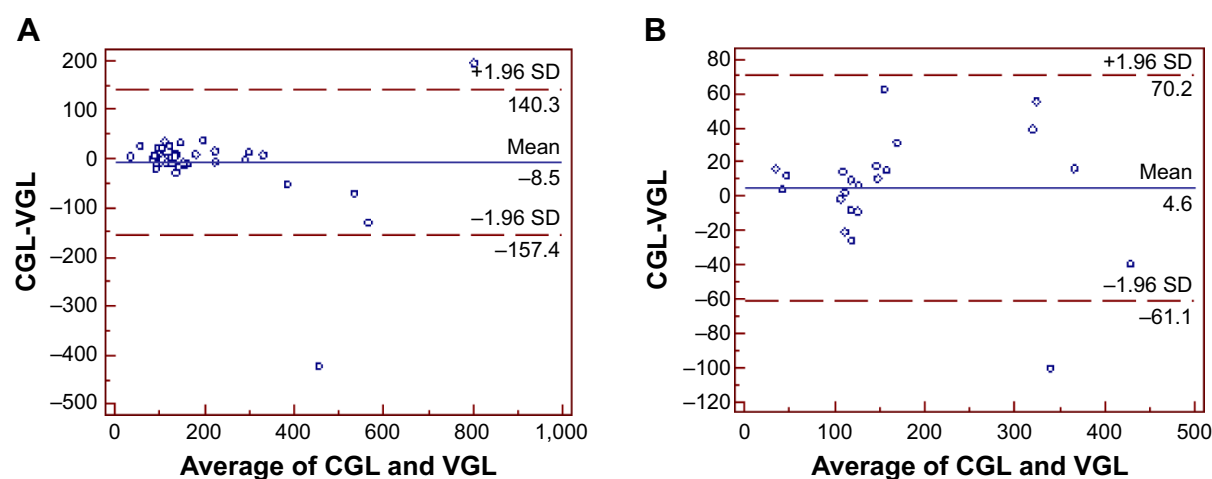 A
CGL-VGL
200
100
0
–100
–200
–300
–400
–500
+1.96 SD
140.3
Mean
–8.5
–1.96 SD
–157.4
0 200 400 600 800 1,000
Average of CGL and VGL
B
CGL-VGL
80
60
40
20
0
–20
–40
–60
–80
–100
–120
+1.96 SD
70.2
Mean
4.6
–1.96 SD
–61.1
0 100 200 300 400 500
Average of CGL and VGL